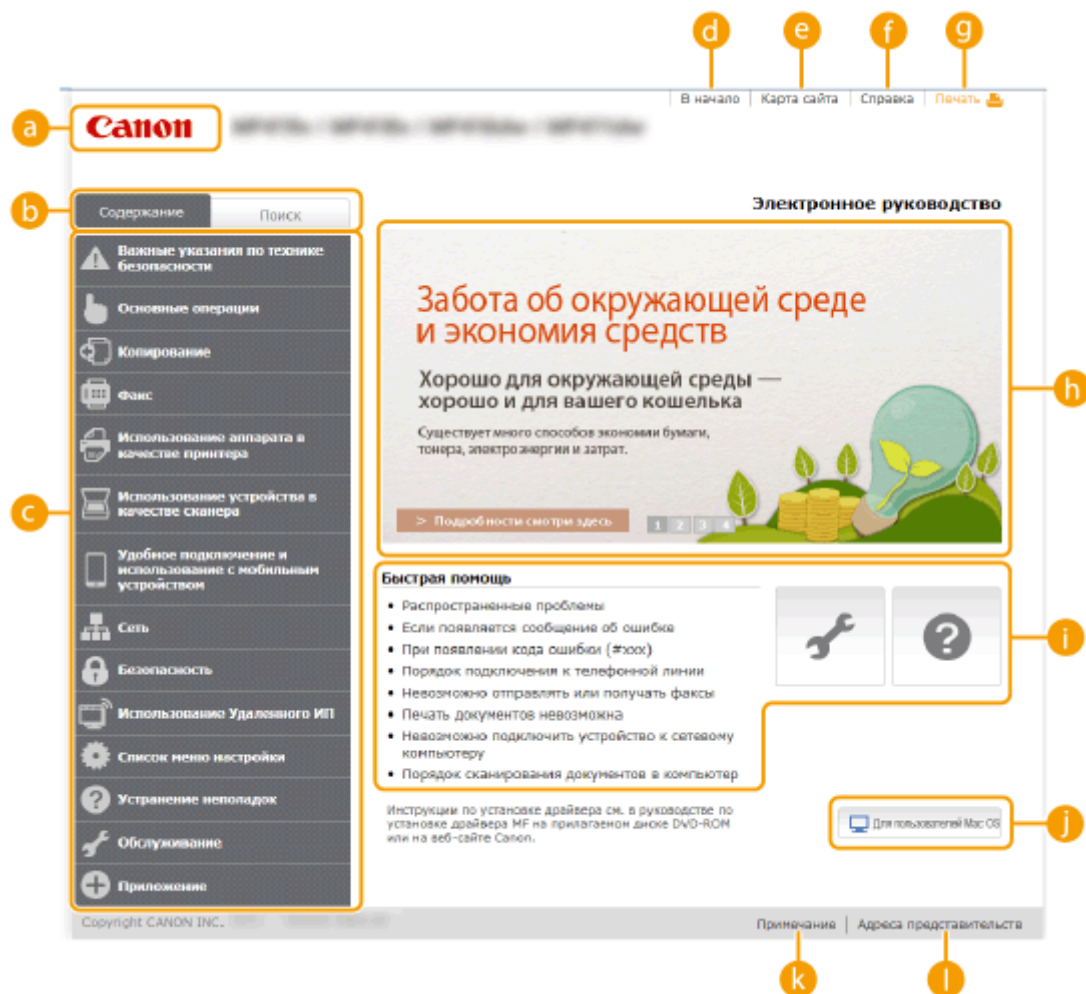 d e f g
В начало | Карта сайта | Справка | Печать
a
Canon
b
Содержание Поиск
Электронное руководство
c
Важные указания по технике
безопасности
Основные операции
Копирование
Факс
Использование аппарата в
качестве принтера
Использование устройства в
качестве сканера
Удобное подключение и
использование с мобильным
устройством
Сеть
Безопасность
Использование Удаленного ИП
Список меню настройки
Устранение неполадок
Обслуживание
Приложение
h
Забота об окружающей среде
и экономия средств
Хорошо для окружающей среды —
хорошо и для вашего кошелька
Существует много способов экономии бумаги,
тонера, электроэнергии и затрат.
> Подробности смотри здесь 1 2 3 4
i
Быстрая помощь
• Распространенные проблемы
• Если появляется сообщение об ошибке
• При появлении кода ошибки (#xxx)
• Порядок подключения к телефонной линии
• Невозможно отправлять или получать факсы
• Печать документов невозможна
• Невозможно подключить устройство к сетевому
компьютеру
• Порядок сканирования документов в компьютер
Инструкции по установке драйвера см. в руководстве по
установке драйвера MF на прилагаемом диске DVD-ROM
или на веб-сайте Canon.
j
Для пользователей Mac OS
Copyright CANON INC.
Примечание | Адреса представительств
k l